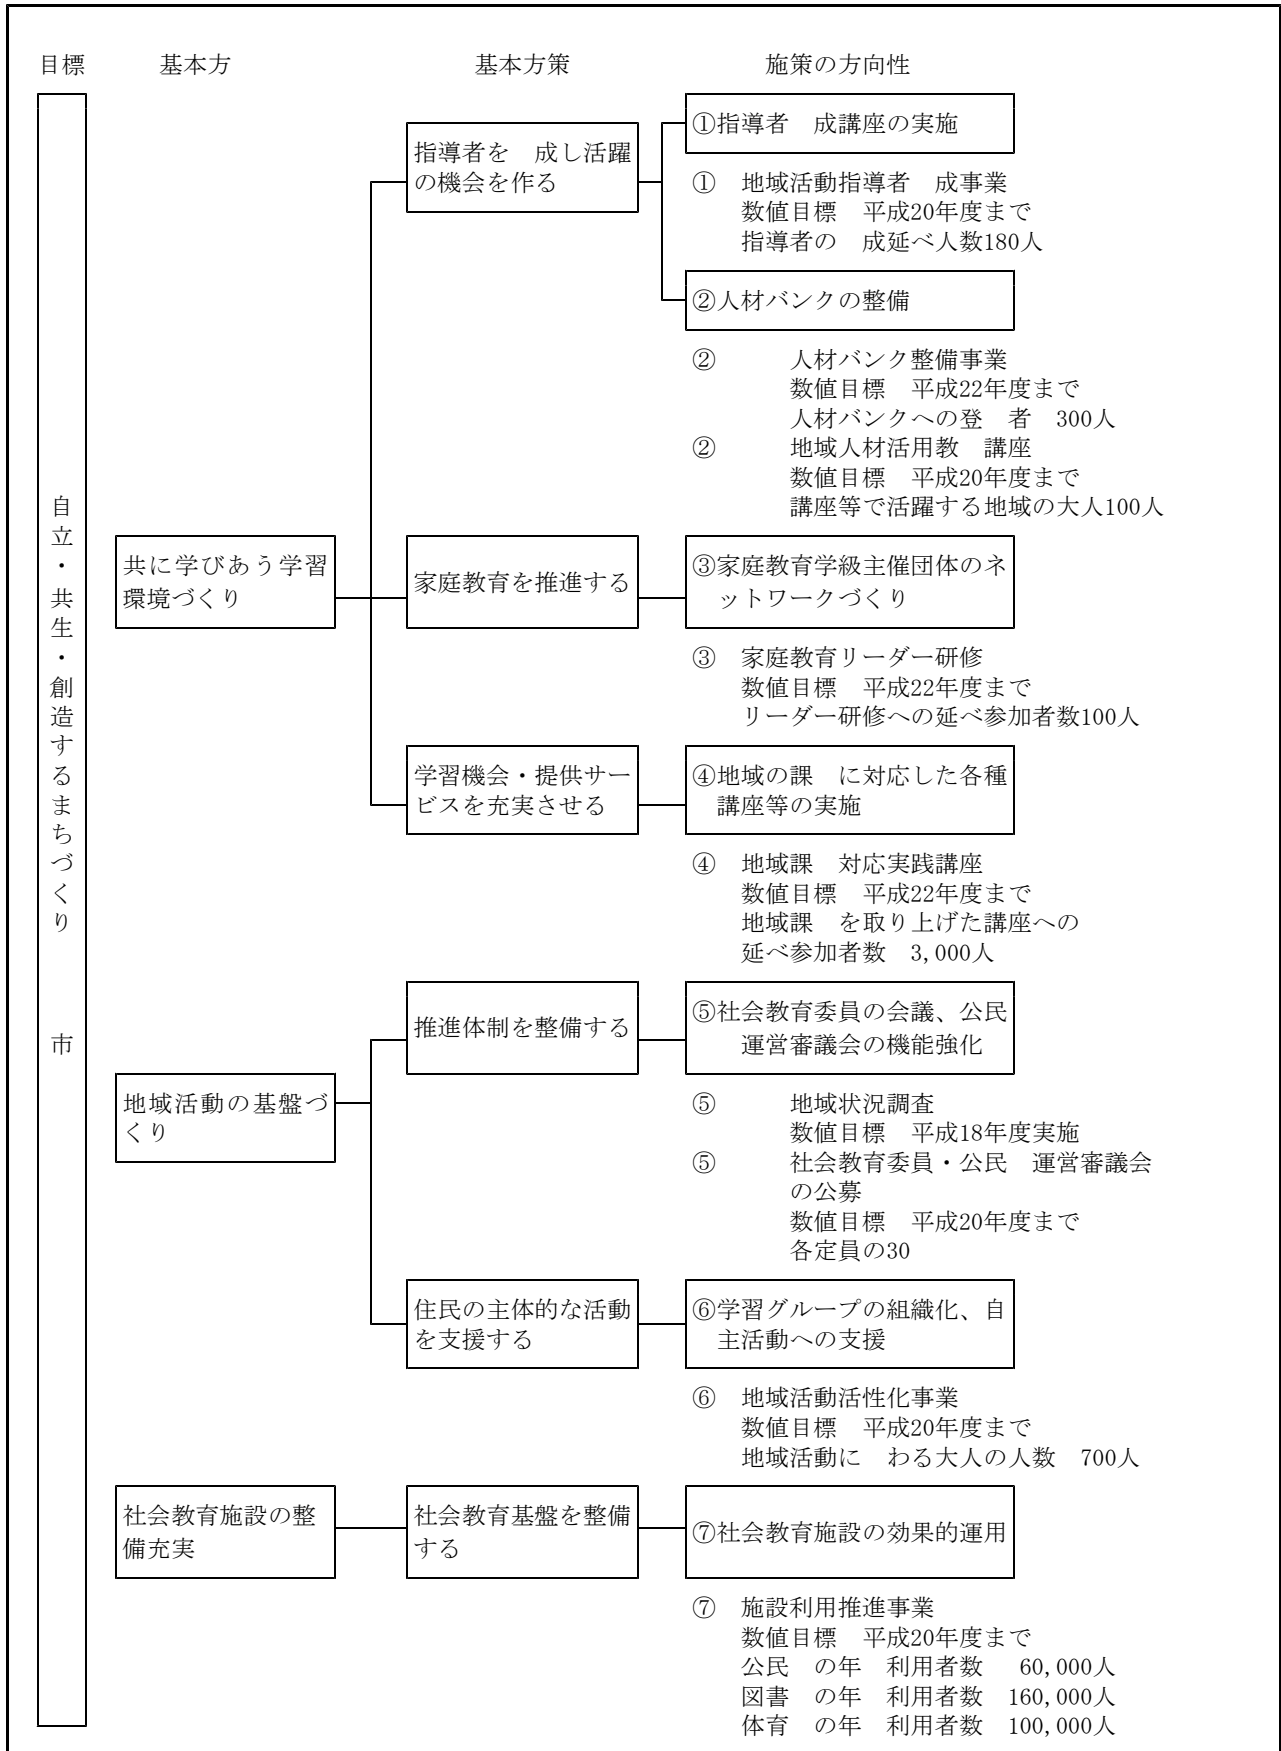 目標　基本方　基本方策　施策の方向性
自立・共生・創造するまちづくり　市
共に学びあう学習
環境づくり
指導者を　成し活躍
の機会を作る
①指導者　成講座の実施
①　地域活動指導者　成事業
数値目標　平成20年度まで
指導者の　成延べ人数180人
②人材バンクの整備
②　人材バンク整備事業
数値目標　平成22年度まで
人材バンクへの登　者　300人
②　地域人材活用教　講座
数値目標　平成20年度まで
講座等で活躍する地域の大人100人
家庭教育を推進する
③家庭教育学級主催団体のネ
ットワークづくり
③　家庭教育リーダー研修
数値目標　平成22年度まで
リーダー研修への延べ参加者数100人
学習機会・提供サー
ビスを充実させる
④地域の課　に対応した各種
講座等の実施
④　地域課　対応実践講座
数値目標　平成22年度まで
地域課　を取り上げた講座への
延べ参加者数　3,000人
地域活動の基盤づ
くり
推進体制を整備する
⑤社会教育委員の会議、公民
運営審議会の機能強化
⑤　地域状況調査
数値目標　平成18年度実施
⑤　社会教育委員・公民　運営審議会
の公募
数値目標　平成20年度まで
各定員の30
住民の主体的な活動
を支援する
⑥学習グループの組織化、自
主活動への支援
⑥　地域活動活性化事業
数値目標　平成20年度まで
地域活動に　わる大人の人数　700人
社会教育施設の整
備充実
社会教育基盤を整備
する
⑦社会教育施設の効果的運用
⑦　施設利用推進事業
数値目標　平成20年度まで
公民　の年　利用者数　60,000人
図書　の年　利用者数　160,000人
体育　の年　利用者数　100,000人